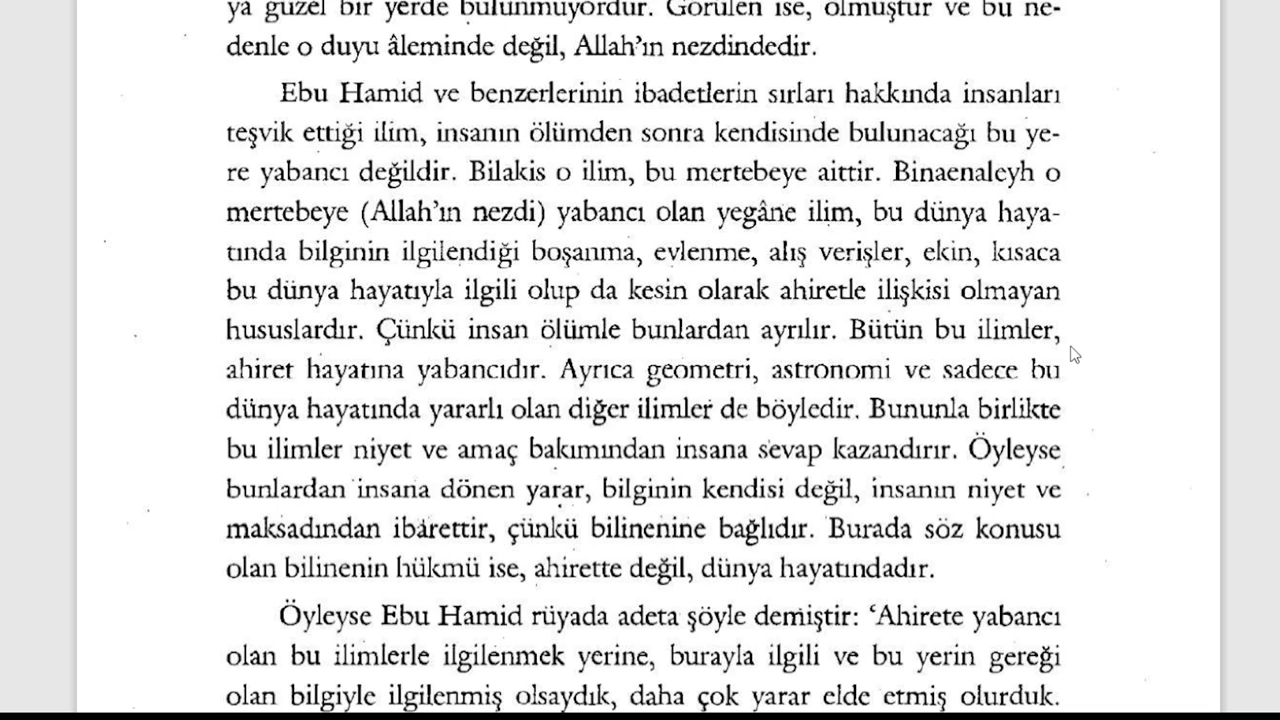 ya güzel bir yerde bulunmuyordur. Görülen ise, olmuştur ve bu ne-
denle o duyu âleminde değil, Allah'ın nezdindedir.
Ebu Hamid ve benzerlerinin ibadetlerin sırları hakkında insanları
teşvik ettiği ilim, insanın ölümden sonra kendisinde bulunacağı bu ye-
re yabancı değildir. Bilakis o ilim, bu mertebeye aittir. Binaenaleyh o
mertebeye (Allah'ın nezdi) yabancı olan yegâne ilim, bu dünya haya-
tında bilginin ilgilendiği boşanma, evlenme, alış verişler, ekin, kısaca
bu dünya hayatıyla ilgili olup da kesin olarak ahiretle ilişkisi olmayan
hususlardır. Çünkü insan ölümle bunlardan ayrılır. Bütün bu ilimler,
ahiret hayatına yabancıdır. Ayrıca geometri, astronomi ve sadece bu
dünya hayatında yararlı olan diğer ilimler de böyledir. Bununla birlikte
bu ilimler niyet ve amaç bakımından insana sevap kazandırır. Öyleyse
bunlardan insana dönen yarar, bilginin kendisi değil, insanın niyet ve
maksadından ibarettir, çünkü bilinenine bağlıdır. Burada söz konusu
olan bilinenin hükmü ise, ahirette değil, dünya hayatındadır.
Öyleyse Ebu Hamid rüyada adeta şöyle demiştir: ‘Ahirete yabancı
olan bu ilimlerle ilgilenmek yerine, burayla ilgili ve bu yerin gereği
olan bilgiyle ilgilenmiş olsaydık, daha çok yarar elde etmiş olurduk.